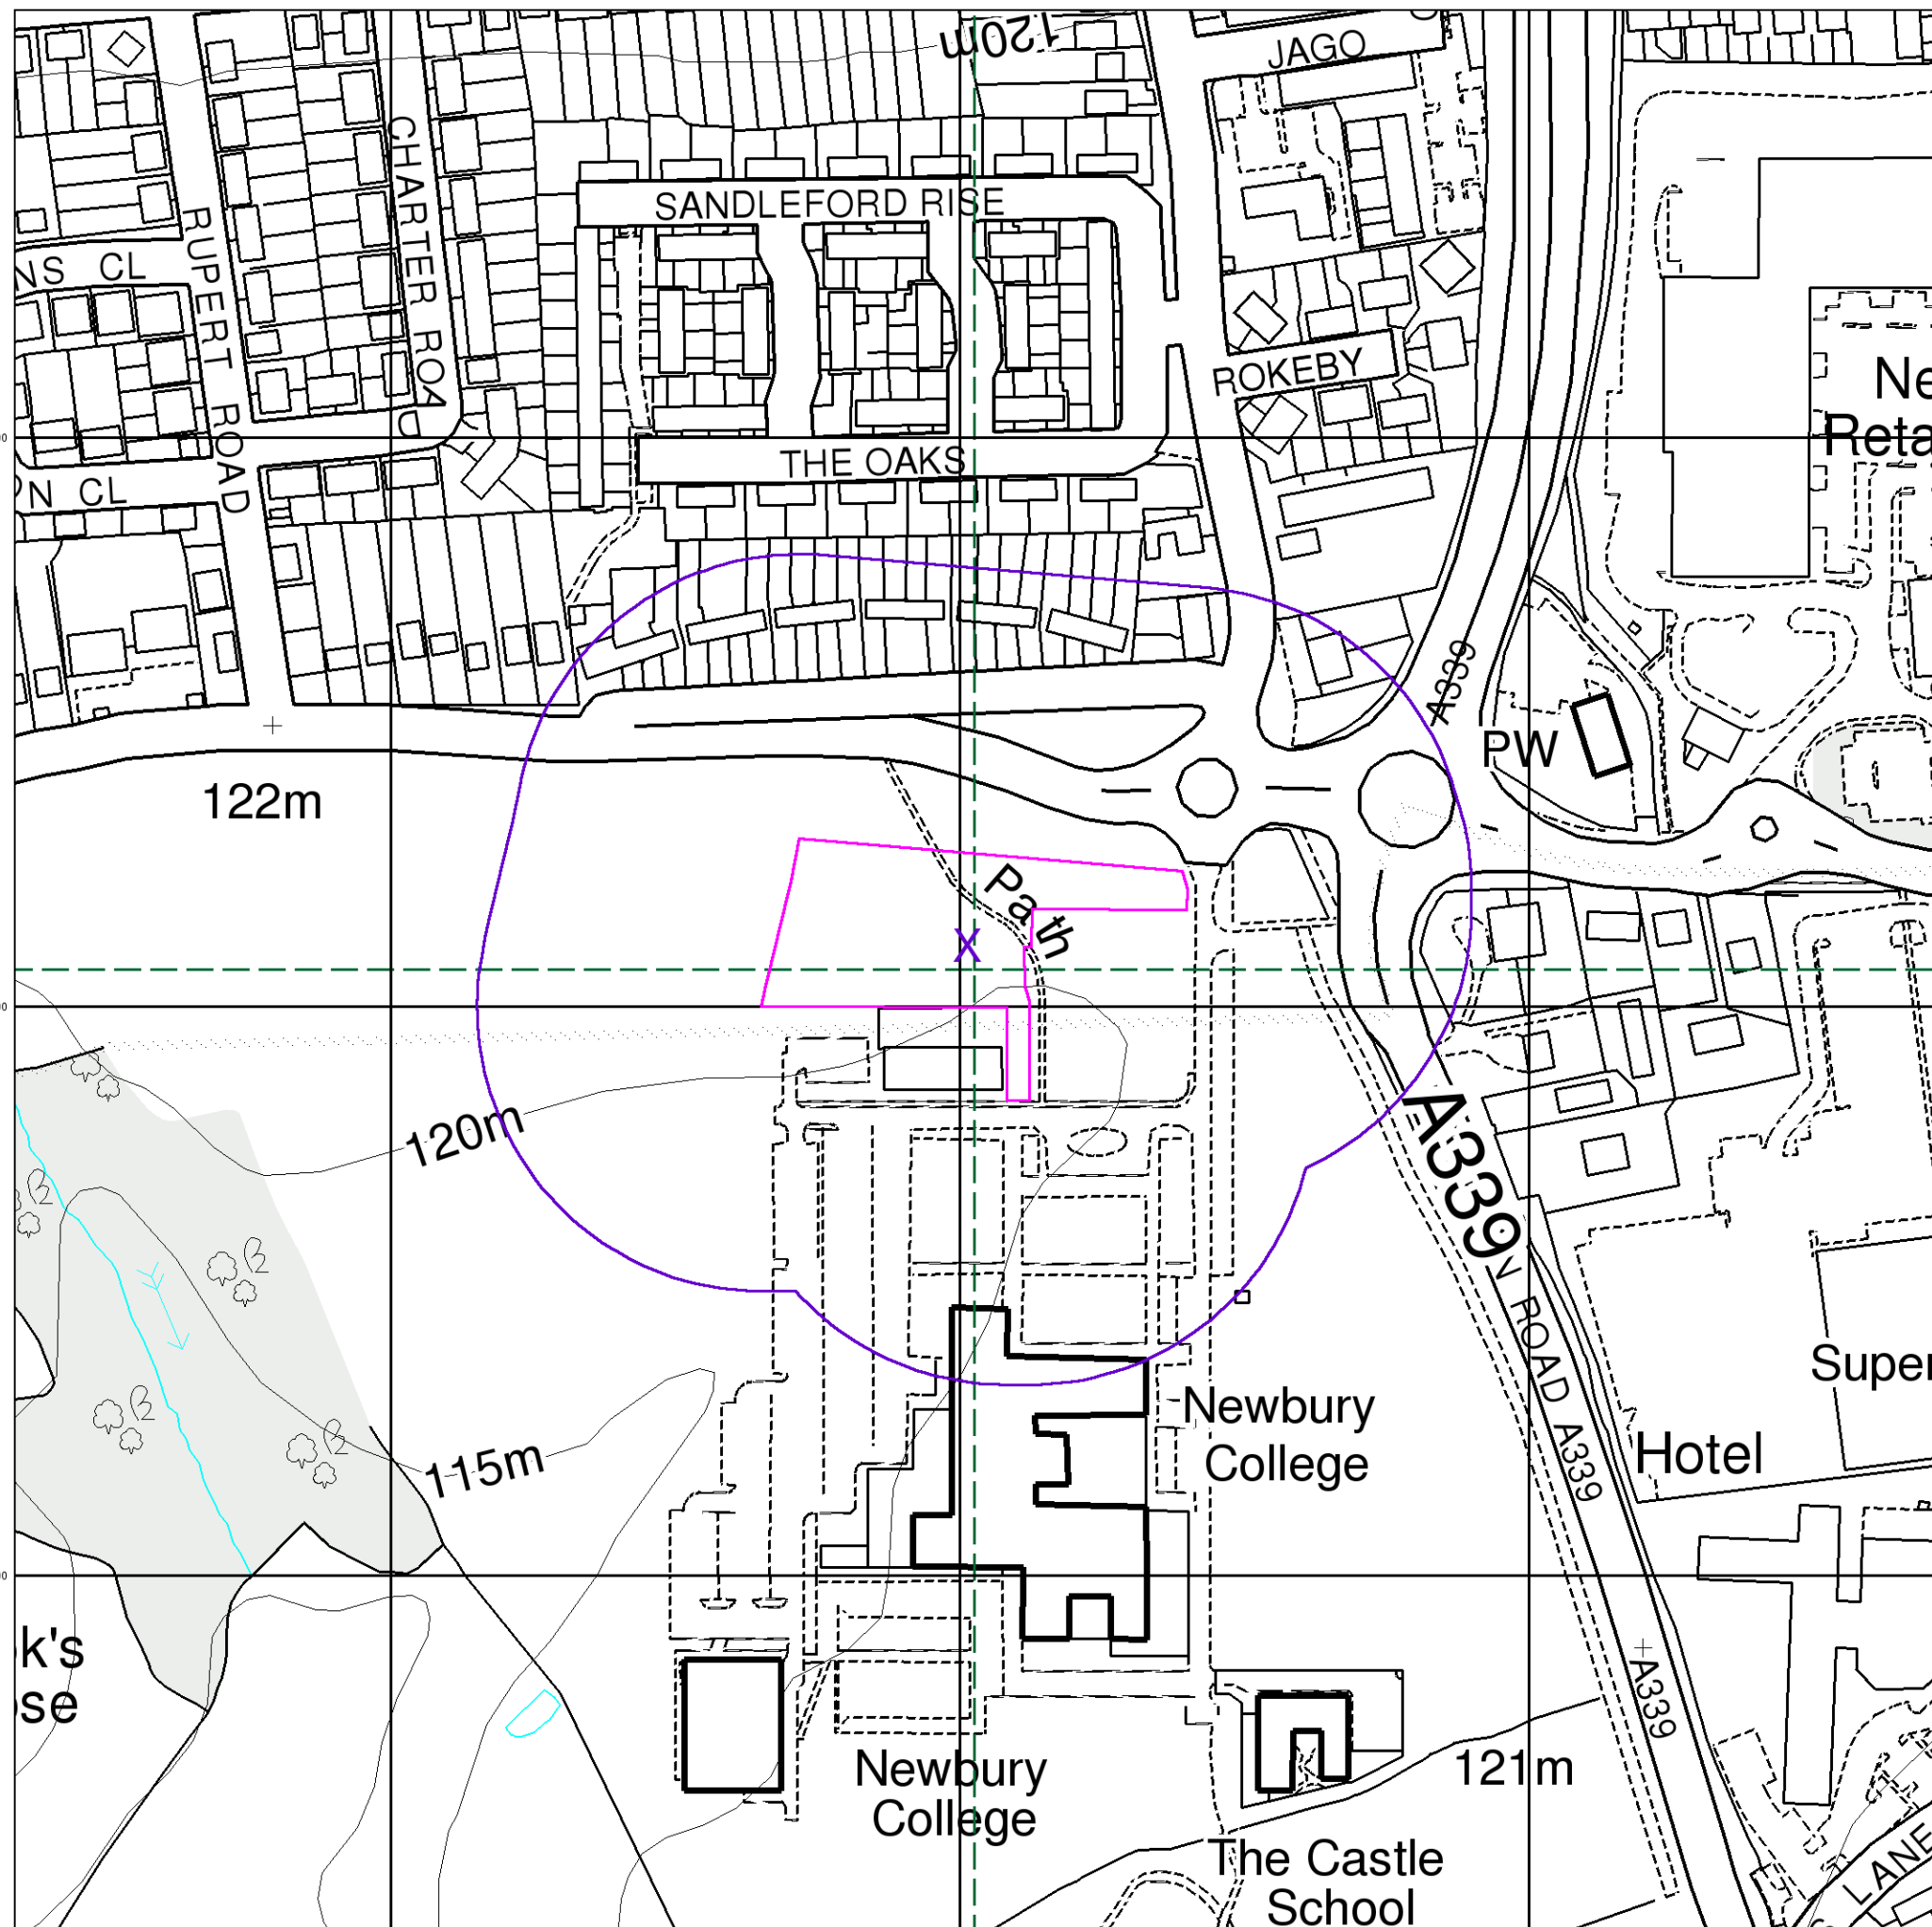 120m
JAGO
CHARTER ROAD
SANDLEFORD RISE
RUPERT ROAD
NS CL
ROKEBY
Ne
Reta
THE OAKS
N CL
A339
PW
122m
Path
X
120m
A339
N ROAD A339
Super
Newbury
College
Hotel
115m
k's
se
A339
Newbury
College
121m
The Castle
School
LANE